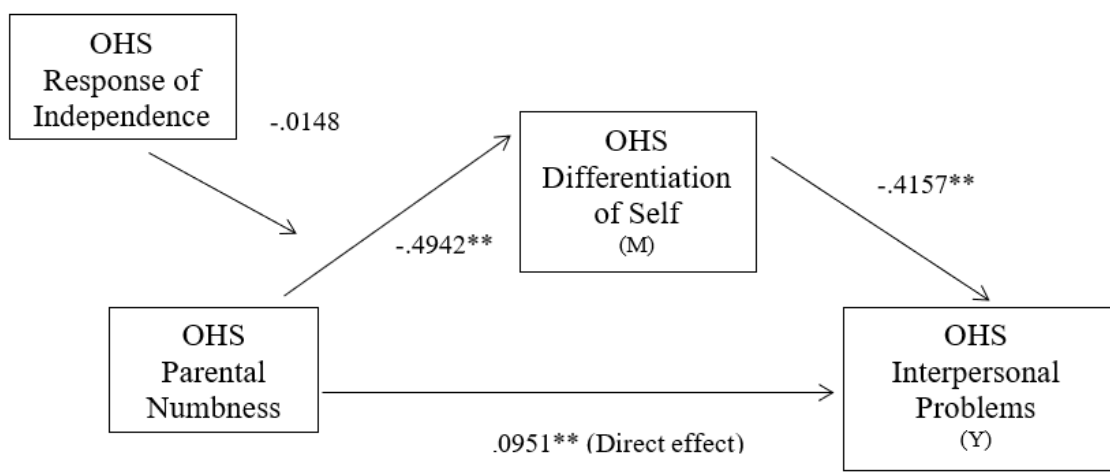 OHS
Response of
Independence
-.0148
OHS
Differentiation
of Self
(M)
-.4157**
-.4942**
OHS
Parental
Numbness
OHS
Interpersonal
Problems
(Y)
.0951** (Direct effect)